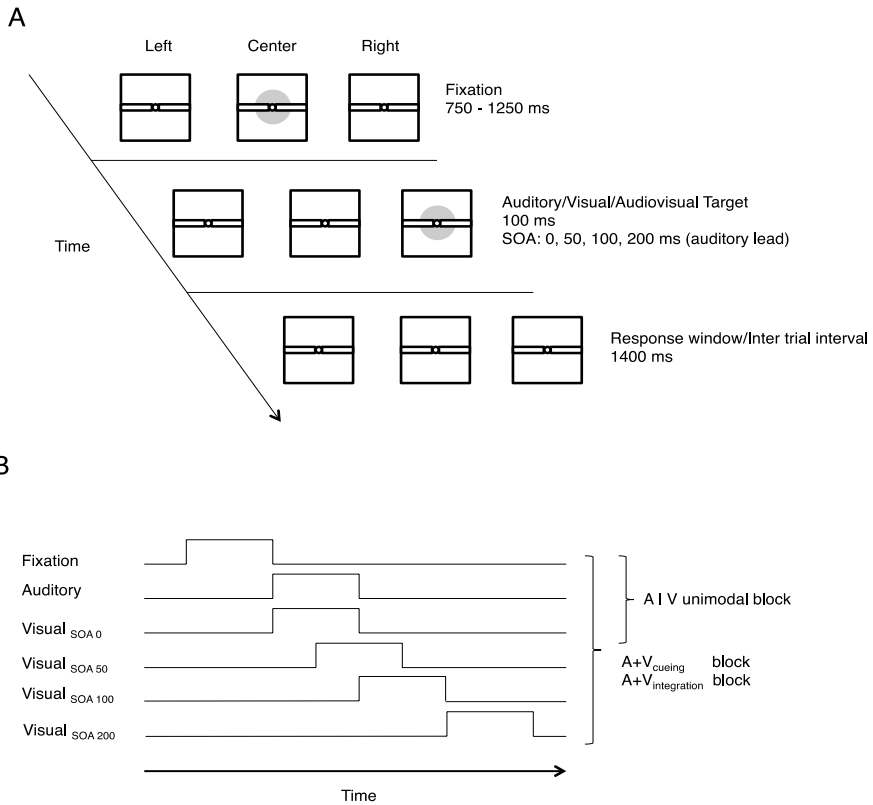 A
Left Center Right
Fixation
750 - 1250 ms
Auditory/Visual/Audiovisual Target
100 ms
SOA: 0, 50, 100, 200 ms (auditory lead)
Time
Response window/Inter trial interval
1400 ms
B
Fixation
Auditory
Visual SOA 0
Visual SOA 50
Visual SOA 100
Visual SOA 200
A I V unimodal block
A+Vcueing block
A+Vintegration block
Time